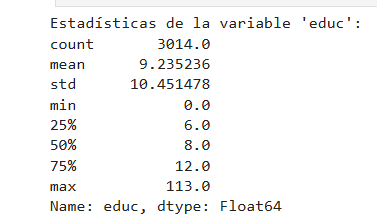 Estadísticas de la variable 'educ':
count 3014.0
mean 9.235236
std 10.451478
min 0.0
25% 6.0
50% 8.0
75% 12.0
max 113.0
Name: educ, dtype: Float64